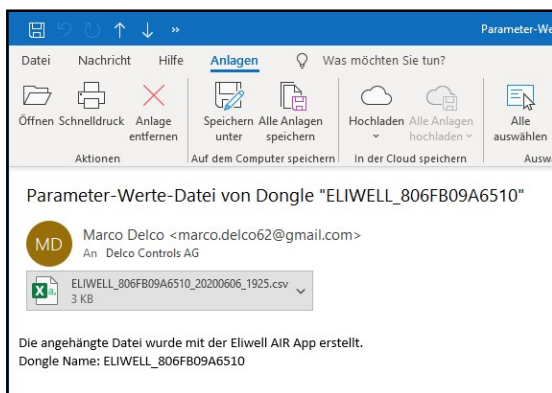 Parameter-We
Datei Nachricht Hilfe Anlagen Was möchten Sie tun?
Öffnen Schnelldruck Anlage entfernen Speichern unter Alle Anlagen speichern Hochladen Alle Anlagen hochladen Alle auswählen
Aktionen Auf dem Computer speichern In der Cloud speichern Ausw
Parameter-Werte-Datei von Dongle "ELIWELL_806FB09A6510"
MD
Marco Delco <marco.delco62@gmail.com>
An Delco Controls AG
ELIWELL_806FB09A6510_20200606_1925.csv
3 KB
Die angehängte Datei wurde mit der Eliwell AIR App erstellt.
Dongle Name: ELIWELL_806FB09A6510